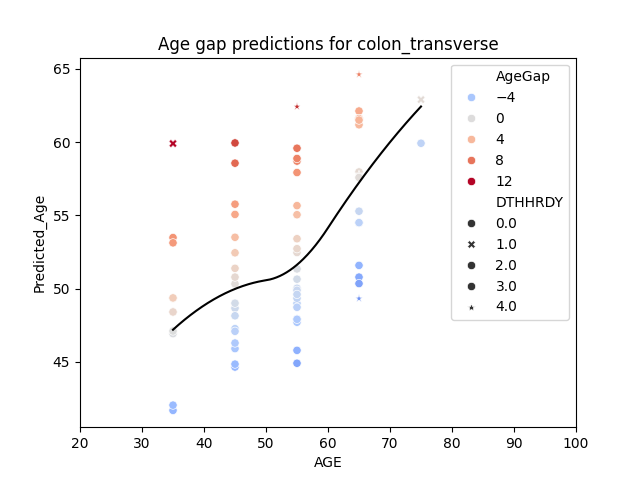 Age gap predictions for colon_transverse
65
60
55
50
45
Predicted_Age
20 30 40 50 60 70 80 90 100
AGE
AgeGap
−4
0
4
8
12
DTHHRDY
0.0
1.0
2.0
3.0
4.0